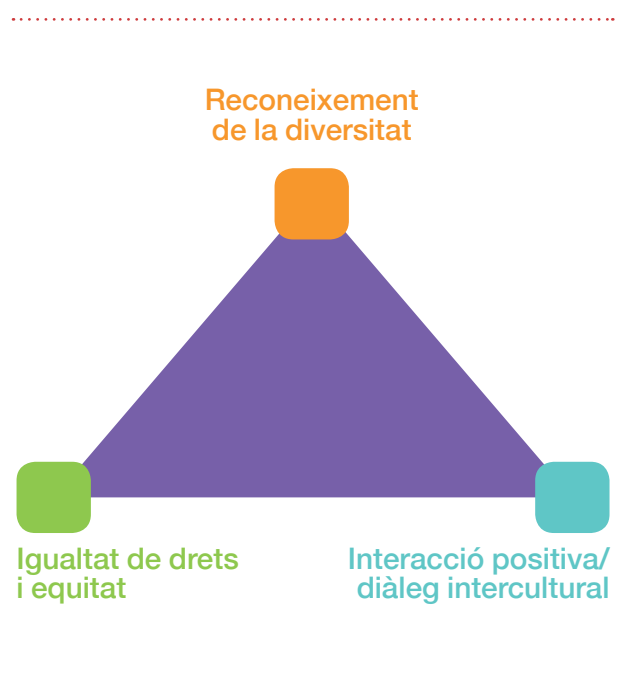 Reconeixement
de la diversitat
Igualtat de drets
i equitat
Interacció positiva/
diàleg intercultural